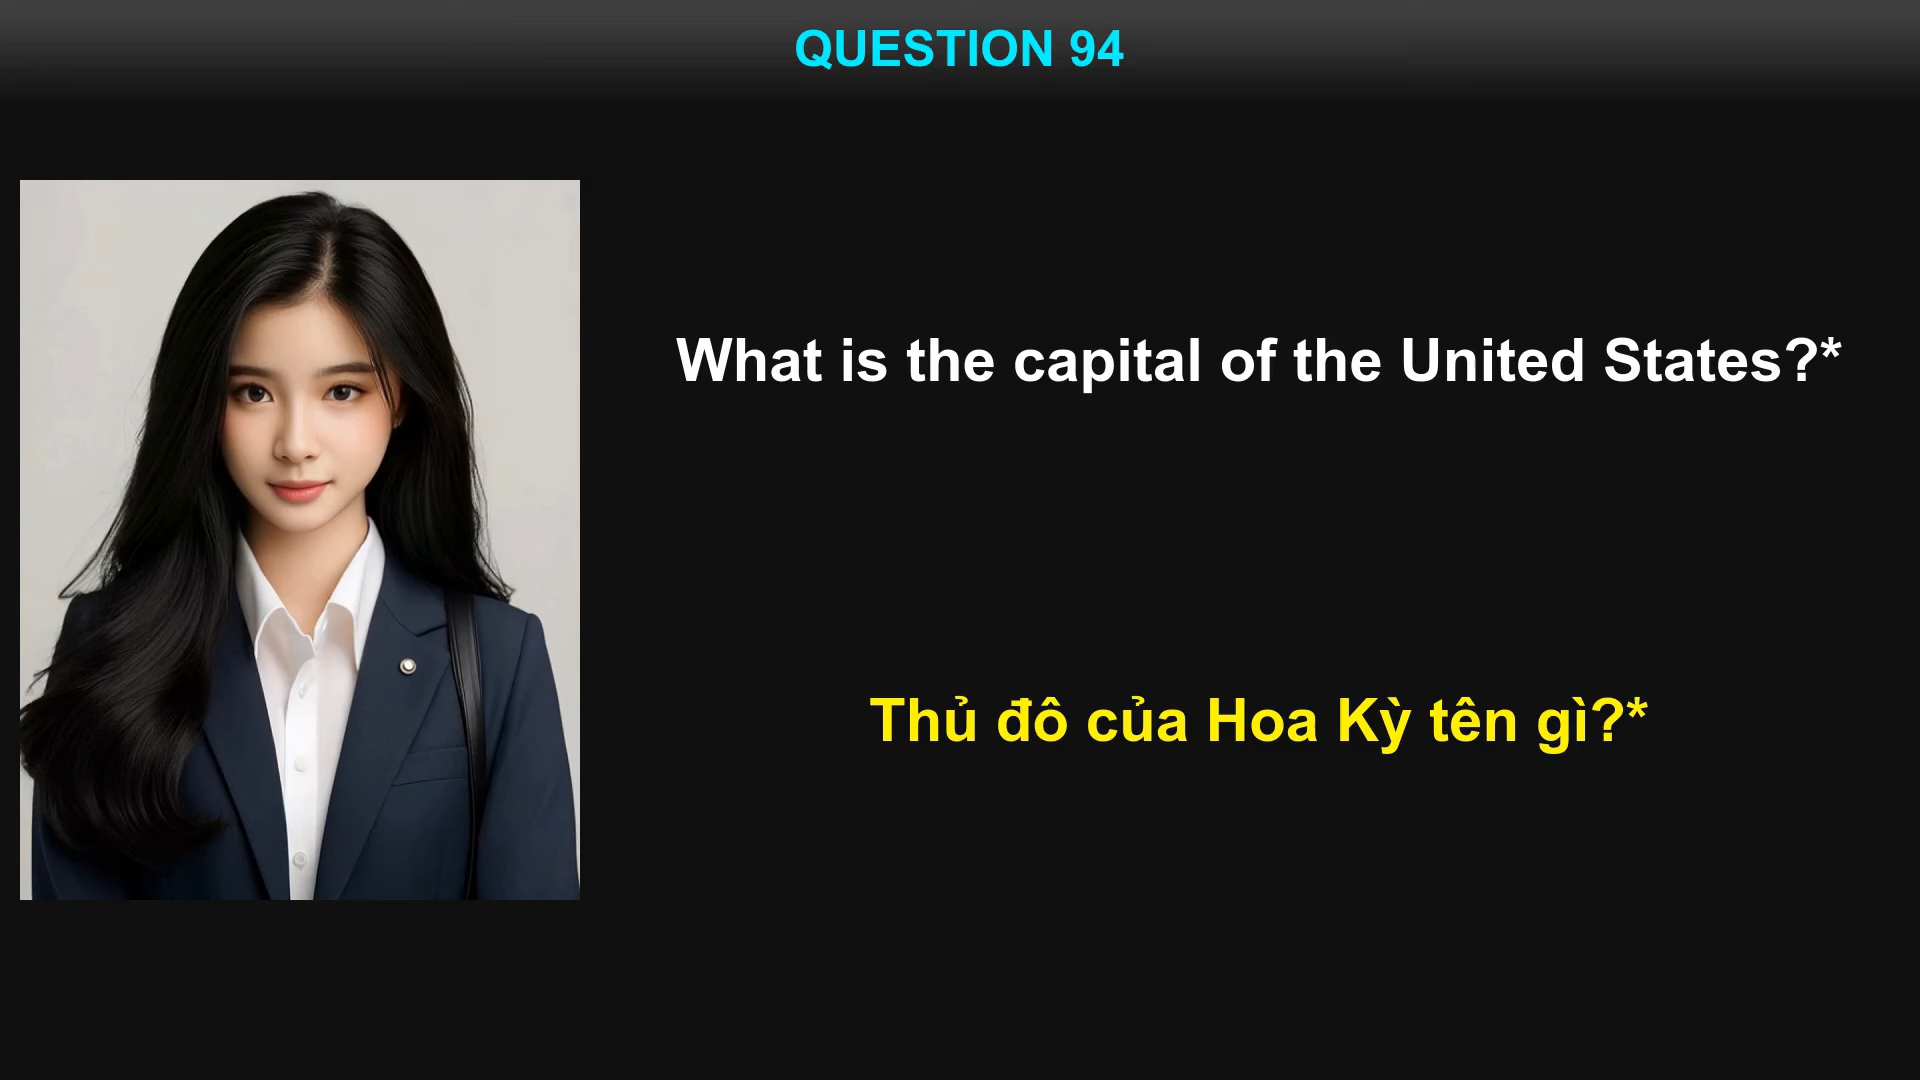 QUESTION 94
What is the capital of the United States?*
Thủ đô của Hoa Kỳ tên gì?*